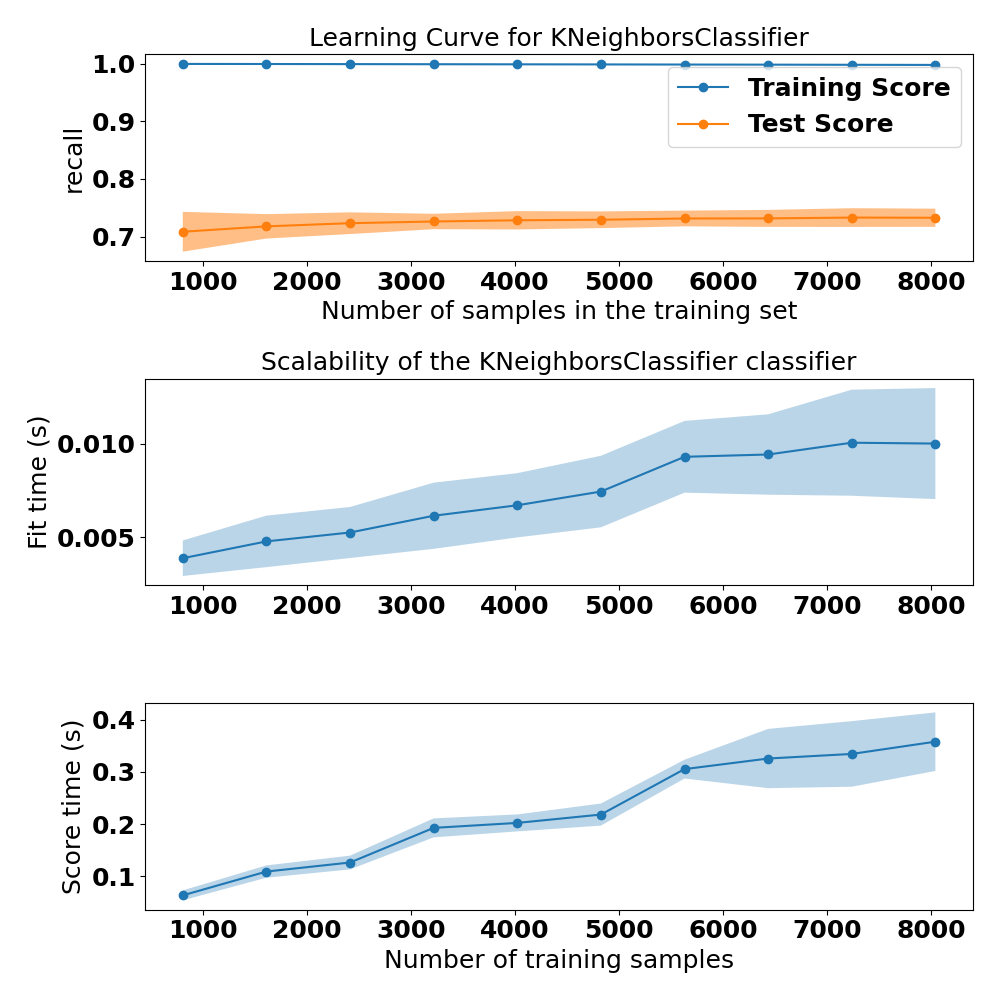 Learning Curve for KNeighborsClassifier
1.0
0.9
0.8
0.7
recall
Training Score
Test Score
1000 2000 3000 4000 5000 6000 7000 8000
Number of samples in the training set
Scalability of the KNeighborsClassifier classifier
0.010
0.005
Fit time (s)
1000 2000 3000 4000 5000 6000 7000 8000
0.4
0.3
0.2
0.1
Score time (s)
1000 2000 3000 4000 5000 6000 7000 8000
Number of training samples